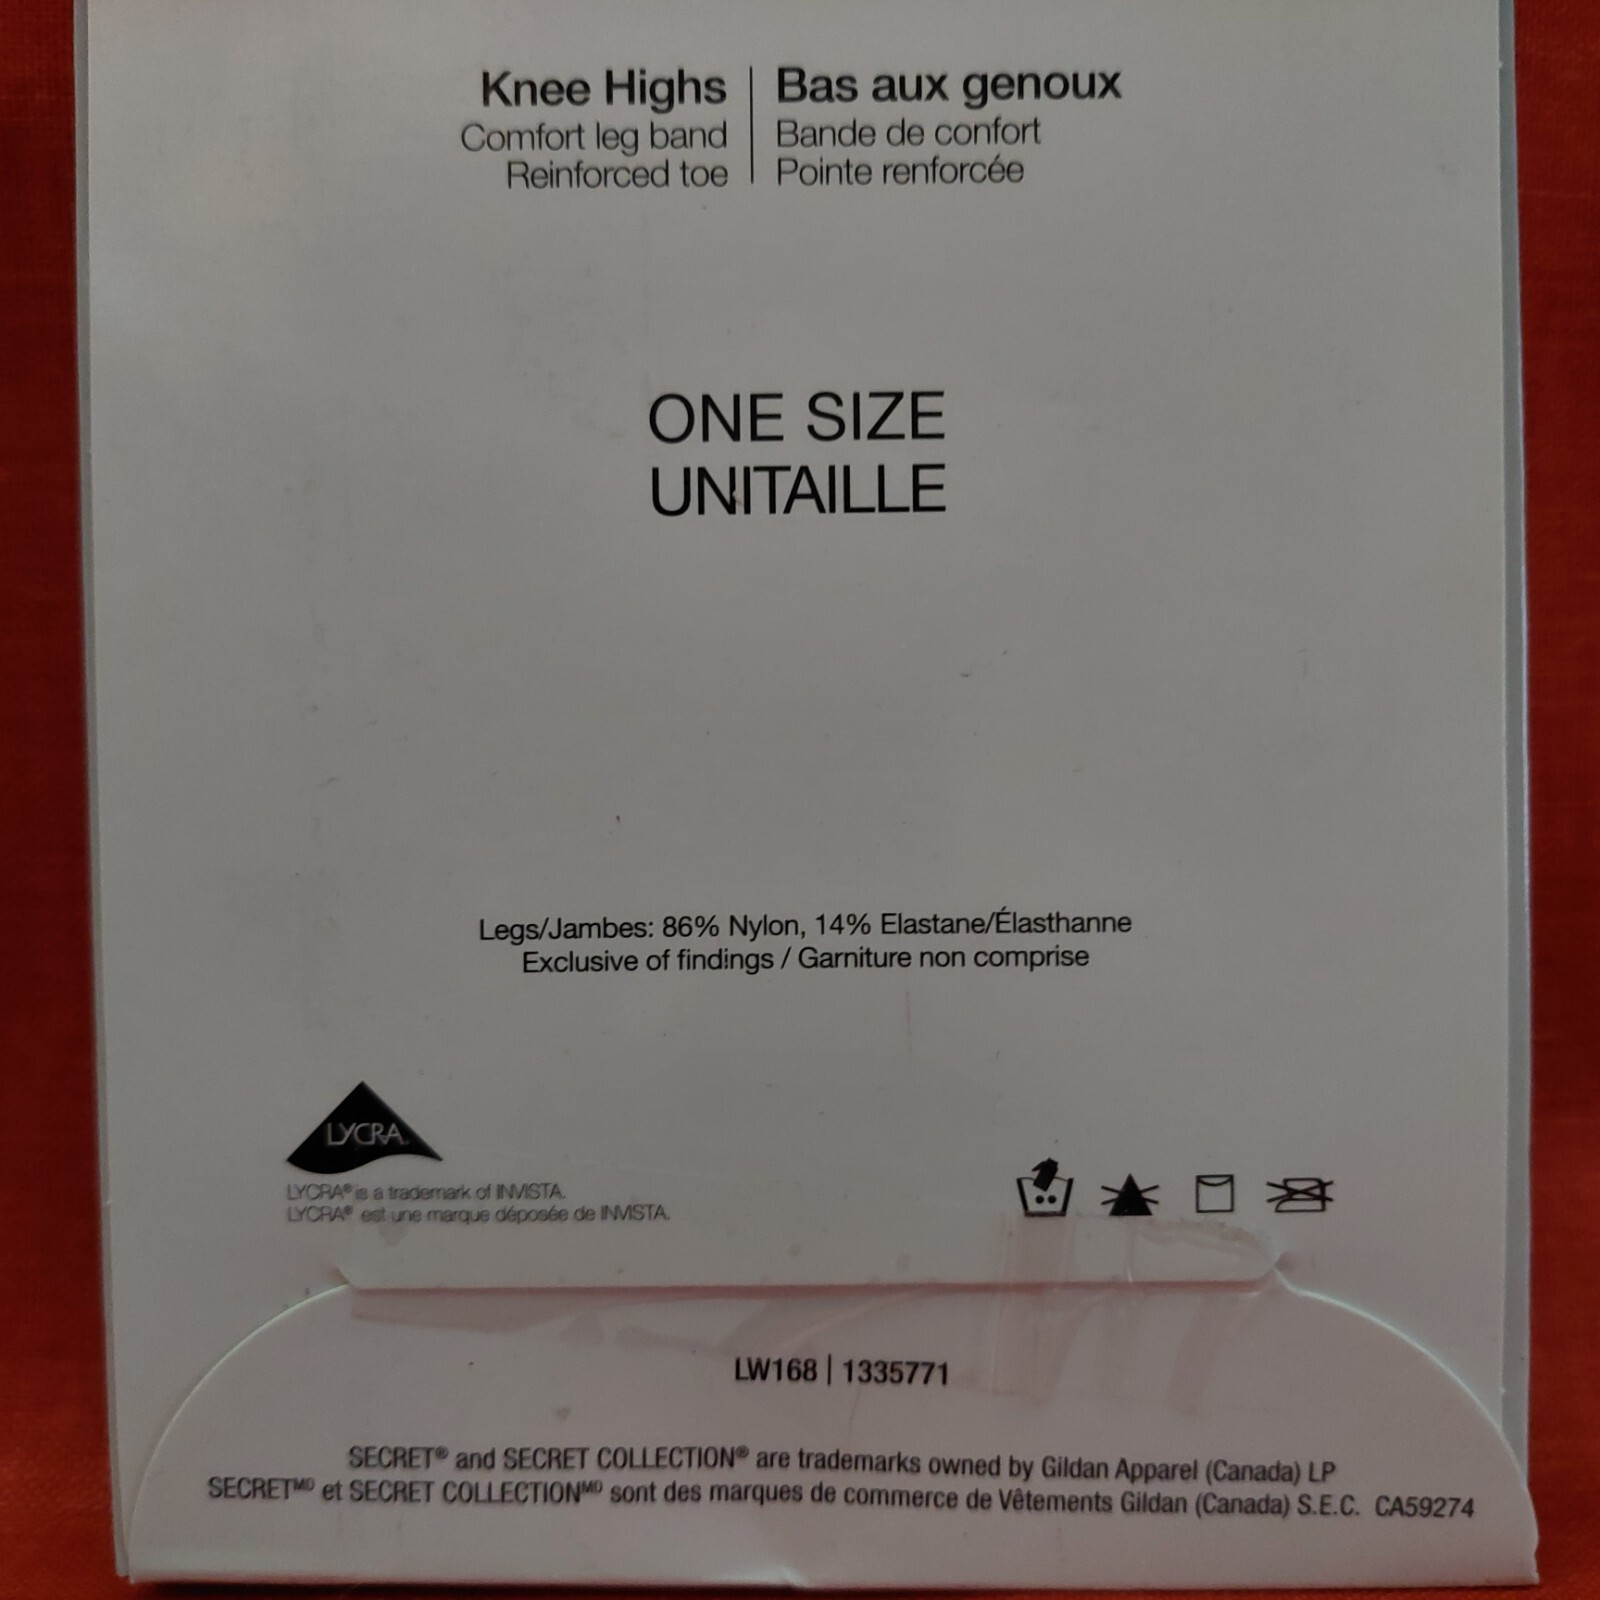 Knee Highs
Comfort leg band
Reinforced toe
Bas aux genoux
Bande de confort
Pointe renforcée
ONE SIZE
UNITAILLE
Legs/Jambes: 86% Nylon, 14% Elastane/Élasthanne
Exclusive of findings / Garniture non comprise
LYCRA®
LYCRA® is a trademark of INVISTA.
LYCRA® est une marque déposée de INVISTA.
LW168 | 1335771
SECRET® and SECRET COLLECTION® are trademarks owned by Gildan Apparel (Canada) LP
SECRETᴹᴰ et SECRET COLLECTIONᴹᴰ sont des marques de commerce de Vêtements Gildan (Canada) S.E.C. CA59274